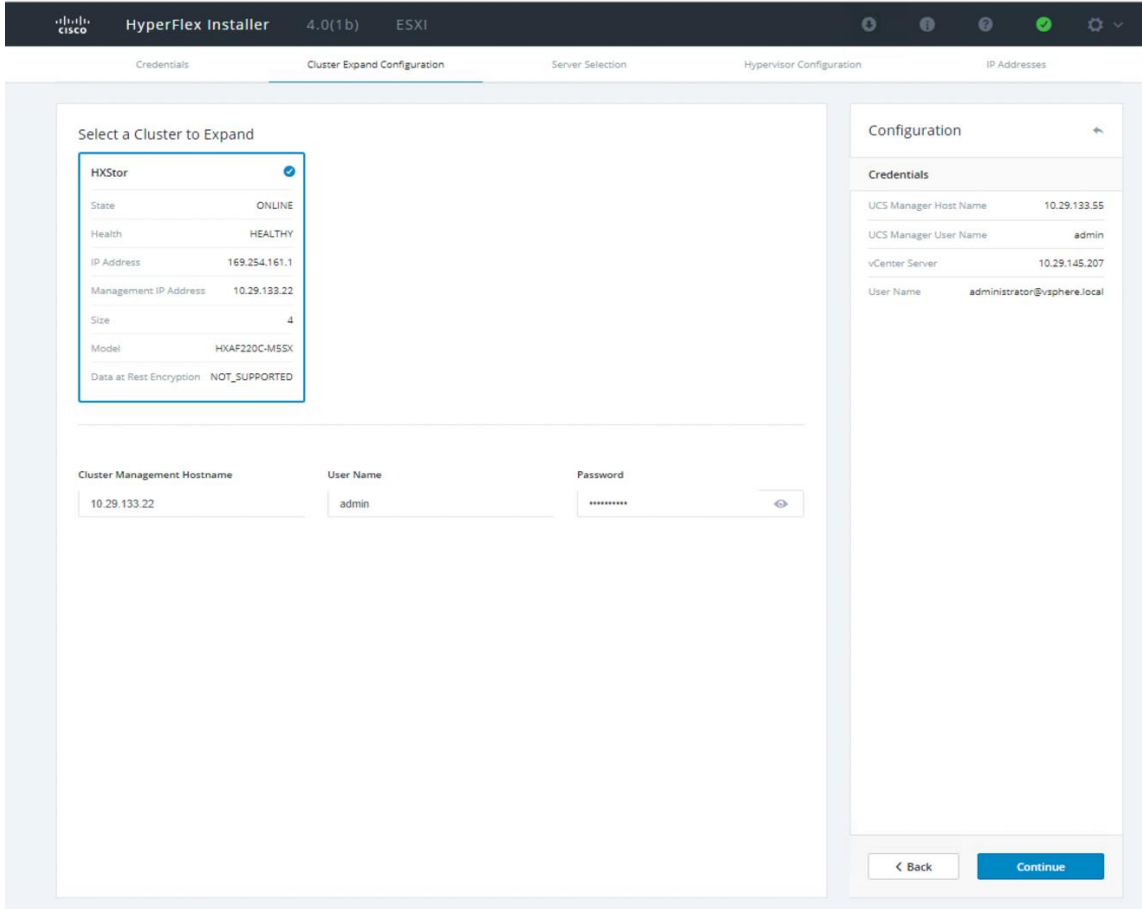 CISCO HyperFlex Installer 4.0(1b) ESXI
Credentials Cluster Expand Configuration Server Selection Hypervisor Configuration IP Addresses
Select a Cluster to Expand
HXStor
State ONLINE
Health HEALTHY
IP Address 169.254.161.1
Management IP Address 10.29.133.22
Size 4
Model HXAF220C-M5SX
Data at Rest Encryption NOT_SUPPORTED
Cluster Management Hostname User Name Password
10.29.133.22 admin ••••••••••
Configuration
Credentials
UCS Manager Host Name 10.29.133.55
UCS Manager User Name admin
vCenter Server 10.29.145.207
User Name administrator@vsphere.local
< Back Continue